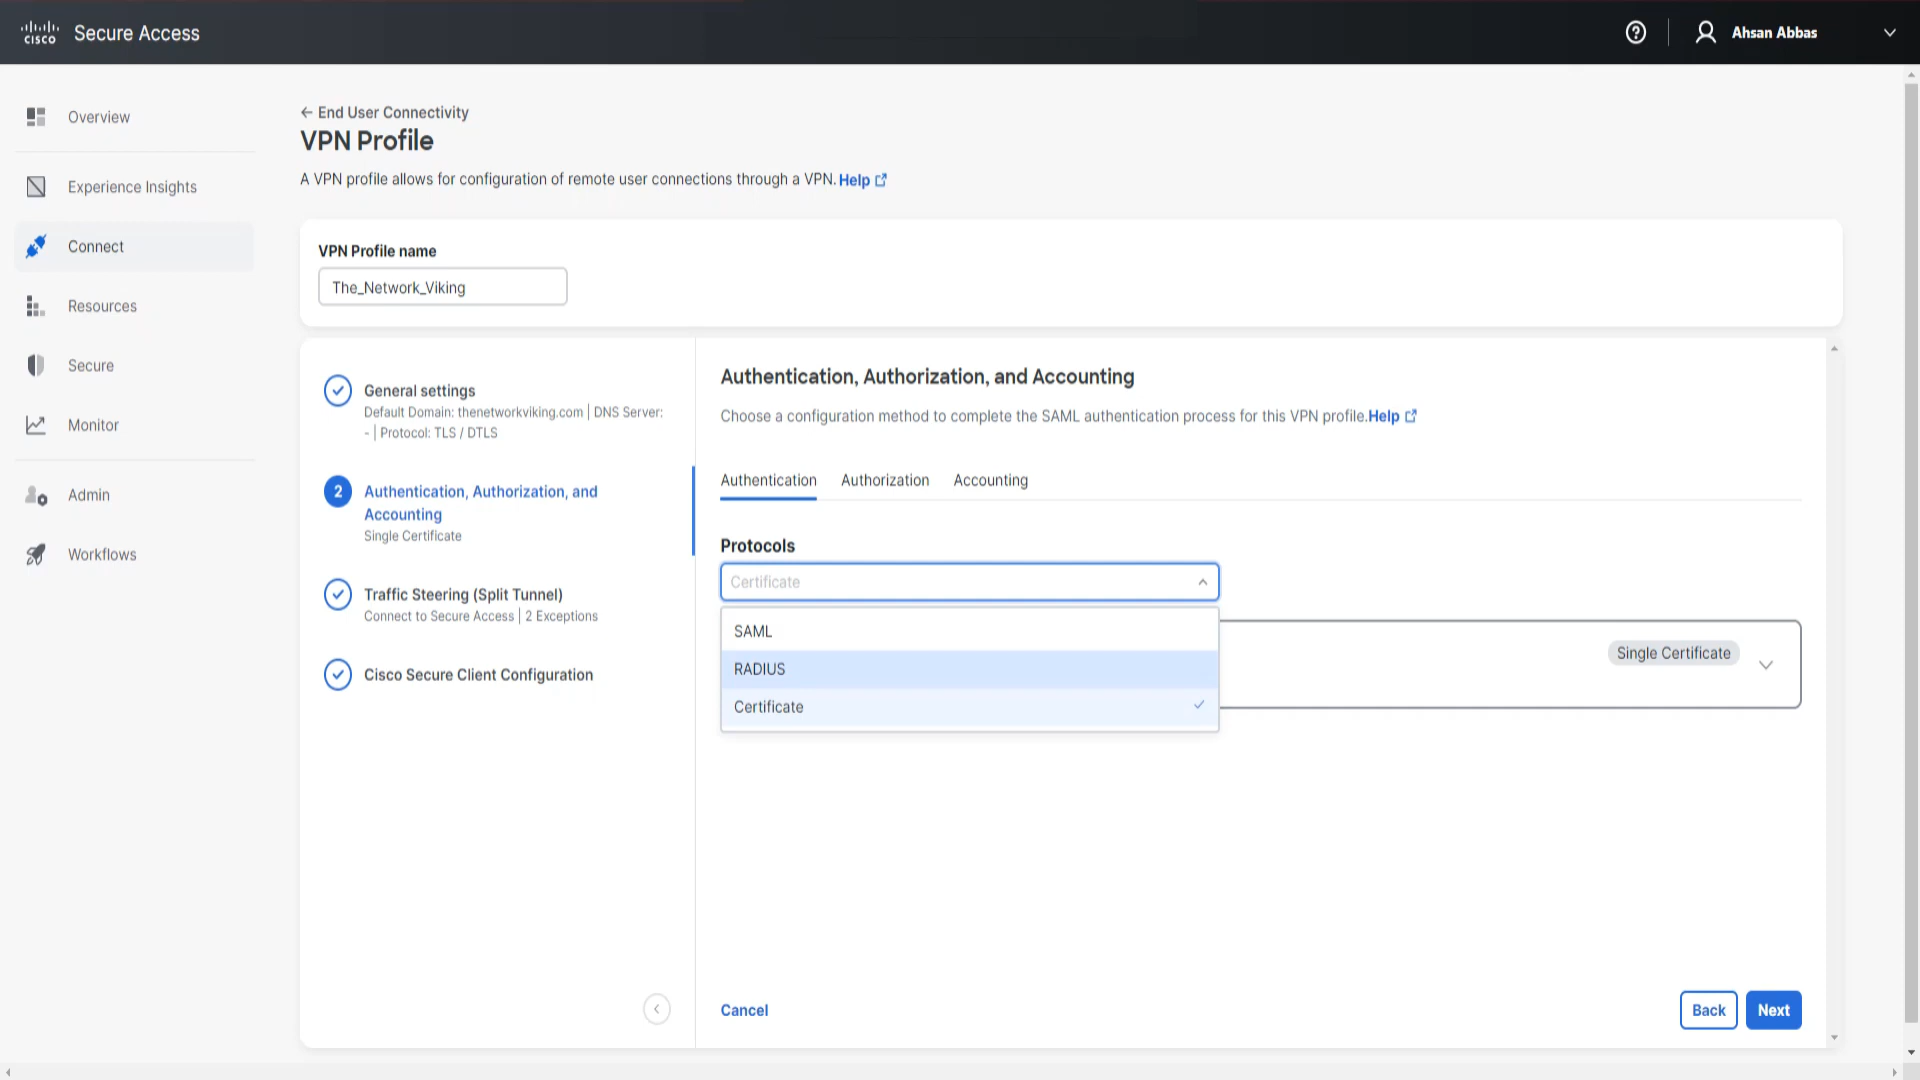 CISCO Secure Access
Ahsan Abbas
Overview
Experience Insights
Connect
Resources
Secure
Monitor
Admin
Workflows
← End User Connectivity
VPN Profile
A VPN profile allows for configuration of remote user connections through a VPN. Help
VPN Profile name
The_Network_Viking
General settings
Default Domain: thenetworkviking.com | DNS Server:
- | Protocol: TLS / DTLS
2 Authentication, Authorization, and
Accounting
Single Certificate
Traffic Steering (Split Tunnel)
Connect to Secure Access | 2 Exceptions
Cisco Secure Client Configuration
Authentication, Authorization, and Accounting
Choose a configuration method to complete the SAML authentication process for this VPN profile.Help
Authentication Authorization Accounting
Protocols
Certificate
SAML
RADIUS
Certificate
Single Certificate
Cancel
Back Next